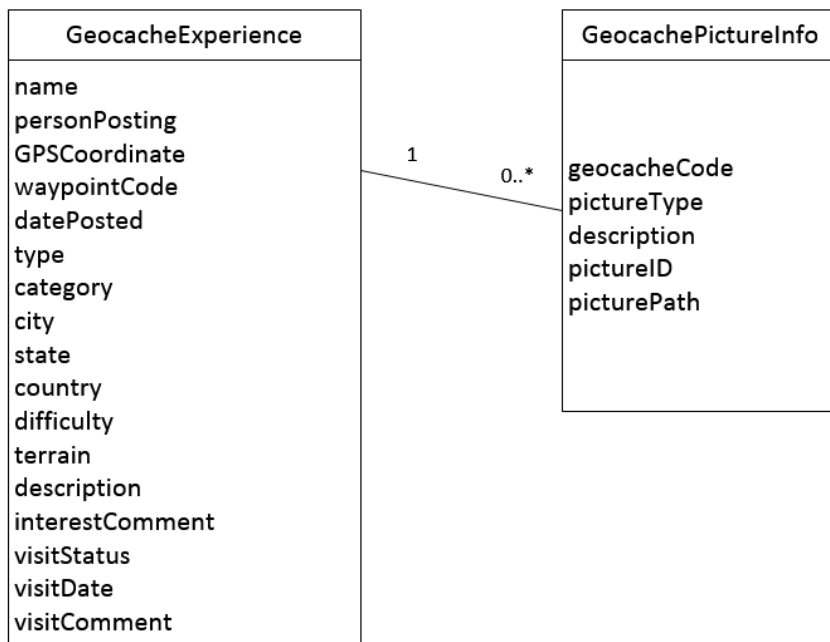 GeocacheExperience
name
personPosting
GPSCoordinate
waypointCode
datePosted
type
category
city
state
country
difficulty
terrain
description
interestComment
visitStatus
visitDate
visitComment
1
0..*
GeocachePictureInfo
geocacheCode
pictureType
description
pictureID
picturePath